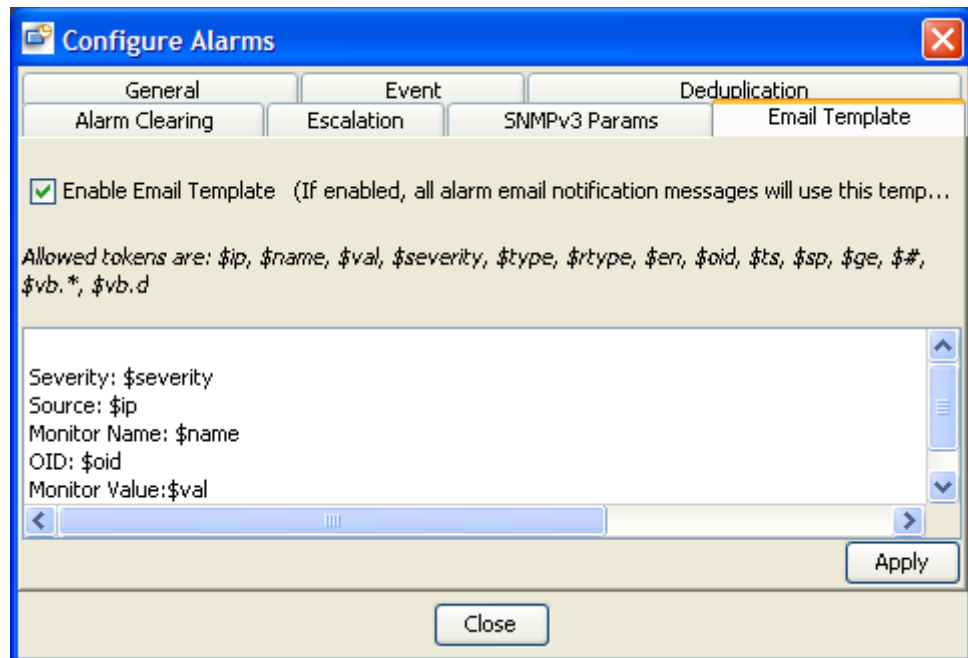 Configure Alarms
General Event Deduplication
Alarm Clearing Escalation SNMPv3 Params Email Template
Enable Email Template (If enabled, all alarm email notification messages will use this temp...
Allowed tokens are: $ip, $name, $val, $severity, $type, $rtype, $en, $oid, $ts, $sp, $ge, $#,
$vb.*, $vb.d
Severity: $severity
Source: $ip
Monitor Name: $name
OID: $oid
Monitor Value:$val
Apply
Close